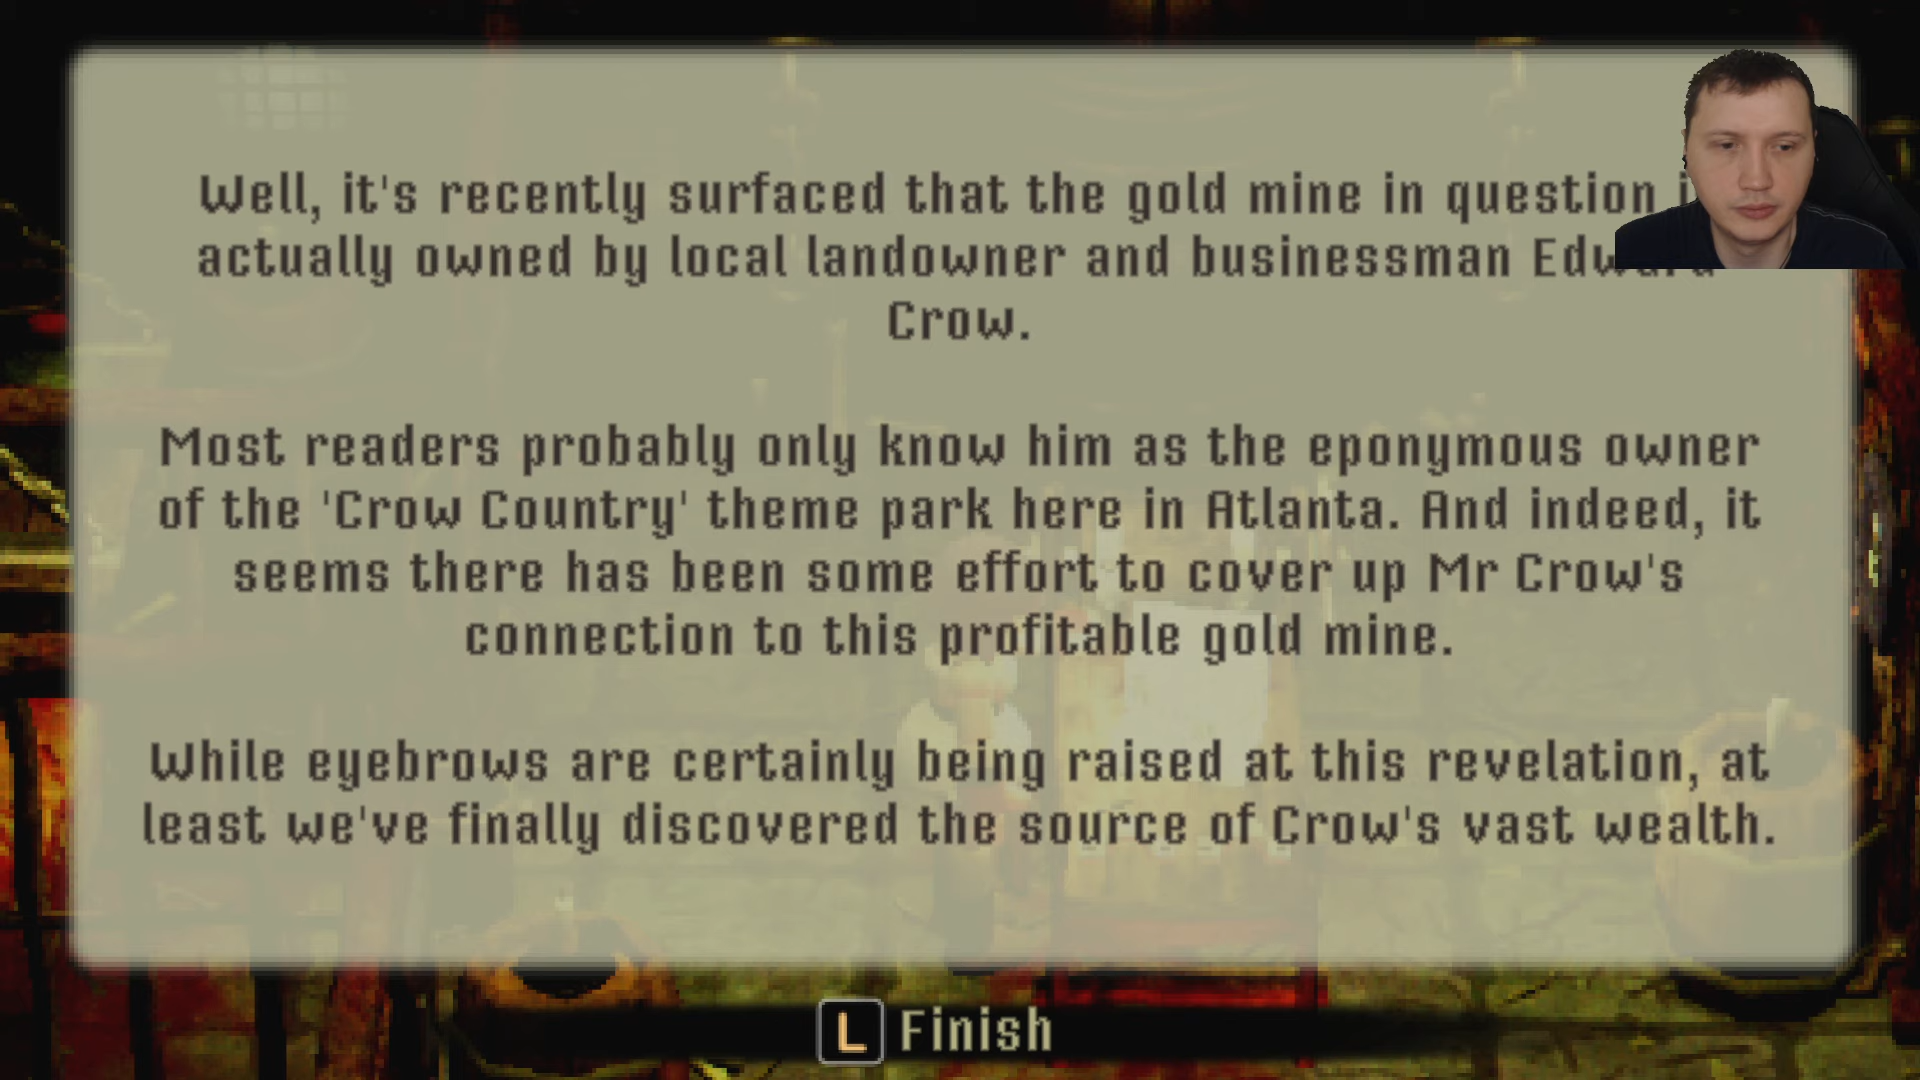 Well, it's recently surfaced that the gold mine in question
actually owned by local landowner and businessman Edward
Crow.
Most readers probably only know him as the eponymous owner
of the 'Crow Country' theme park here in Atlanta. And indeed, it
seems there has been some effort to cover up Mr Crow's
connection to this profitable gold mine.
While eyebrows are certainly being raised at this revelation, at
least we've finally discovered the source of Crow's vast wealth.
L Finish